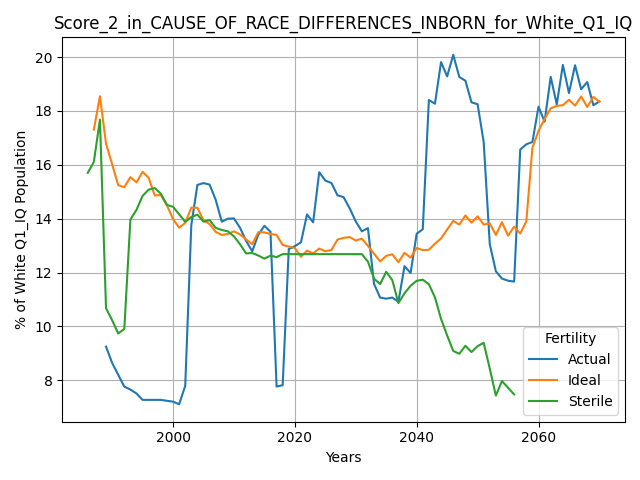 Score_2_in_CAUSE_OF_RACE_DIFFERENCES_INBORN_for_White_Q1_IQ
20
18
16
14
12
10
8
% of White Q1_IQ Population
2000
2020
2040
2060
Years
Fertility
Actual
Ideal
Sterile